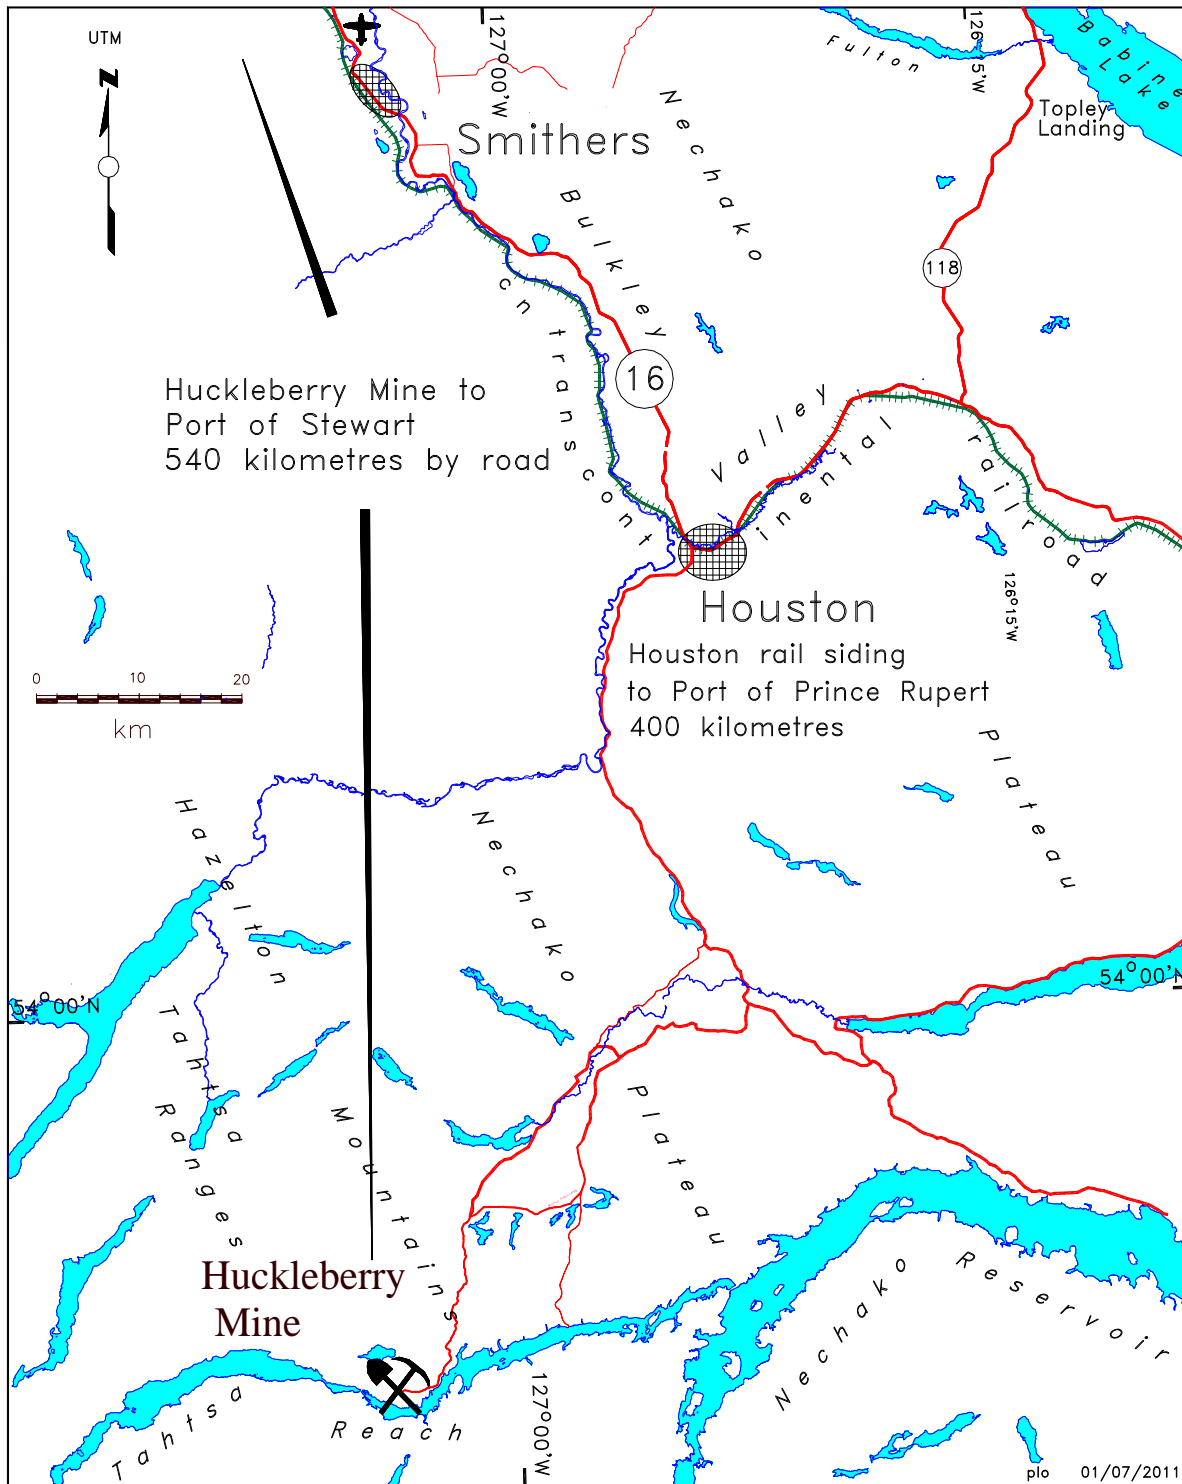 UTM
N
127°00'W
126°15'W
Fulton
Babine
Lake
Topley
Landing
Smithers
Nechako
Bulkley
118
cn transcontinental railroad
16
Huckleberry Mine to
Port of Stewart
540 kilometres by road
Valley
Houston
126°15'W
Houston rail siding
to Port of Prince Rupert
400 kilometres
0 10 20
km
Plateau
Hazelton
Nechako
54°00'N
54°00'N
Tahtsa
Ranges
Mountains
Plateau
Huckleberry
Mine
Nechako Reservoir
Tahtsa
Reach
127°00'W
plo 01/07/2011